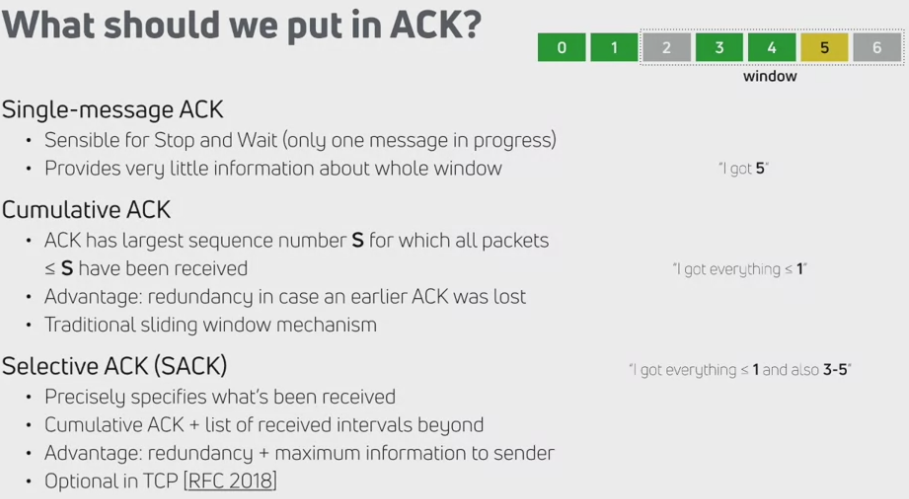 What should we put in ACK?
0 1 2 3 4 5 6
window
Single-message ACK
• Sensible for Stop and Wait (only one message in progress)
• Provides very little information about whole window
"I got 5"
Cumulative ACK
• ACK has largest sequence number S for which all packets
≤ S have been received
"I got everything ≤ 1"
• Advantage: redundancy in case an earlier ACK was lost
• Traditional sliding window mechanism
Selective ACK (SACK)
"I got everything ≤ 1 and also 3-5"
• Precisely specifies what's been received
• Cumulative ACK + list of received intervals beyond
• Advantage: redundancy + maximum information to sender
• Optional in TCP [RFC 2018]